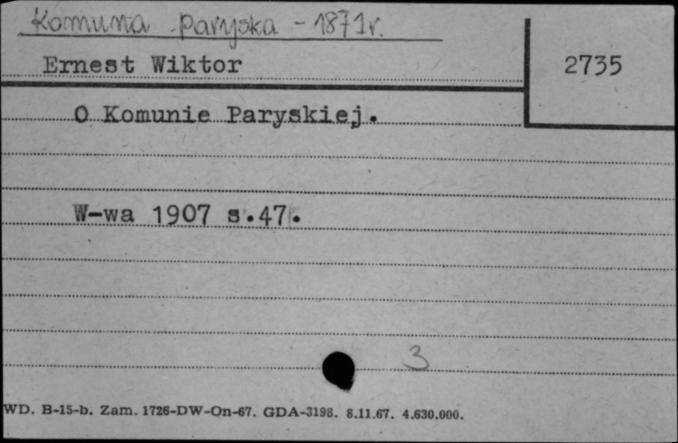 Komuna Paryska - 1871r.
Ernest Wiktor
2735
O Komunie Paryskiej.
W-wa 1907 s.47.
3
WD. B-15-b. Zam. 1726-DW-On-67. GDA-3198. 8.11.67. 4.630.000.